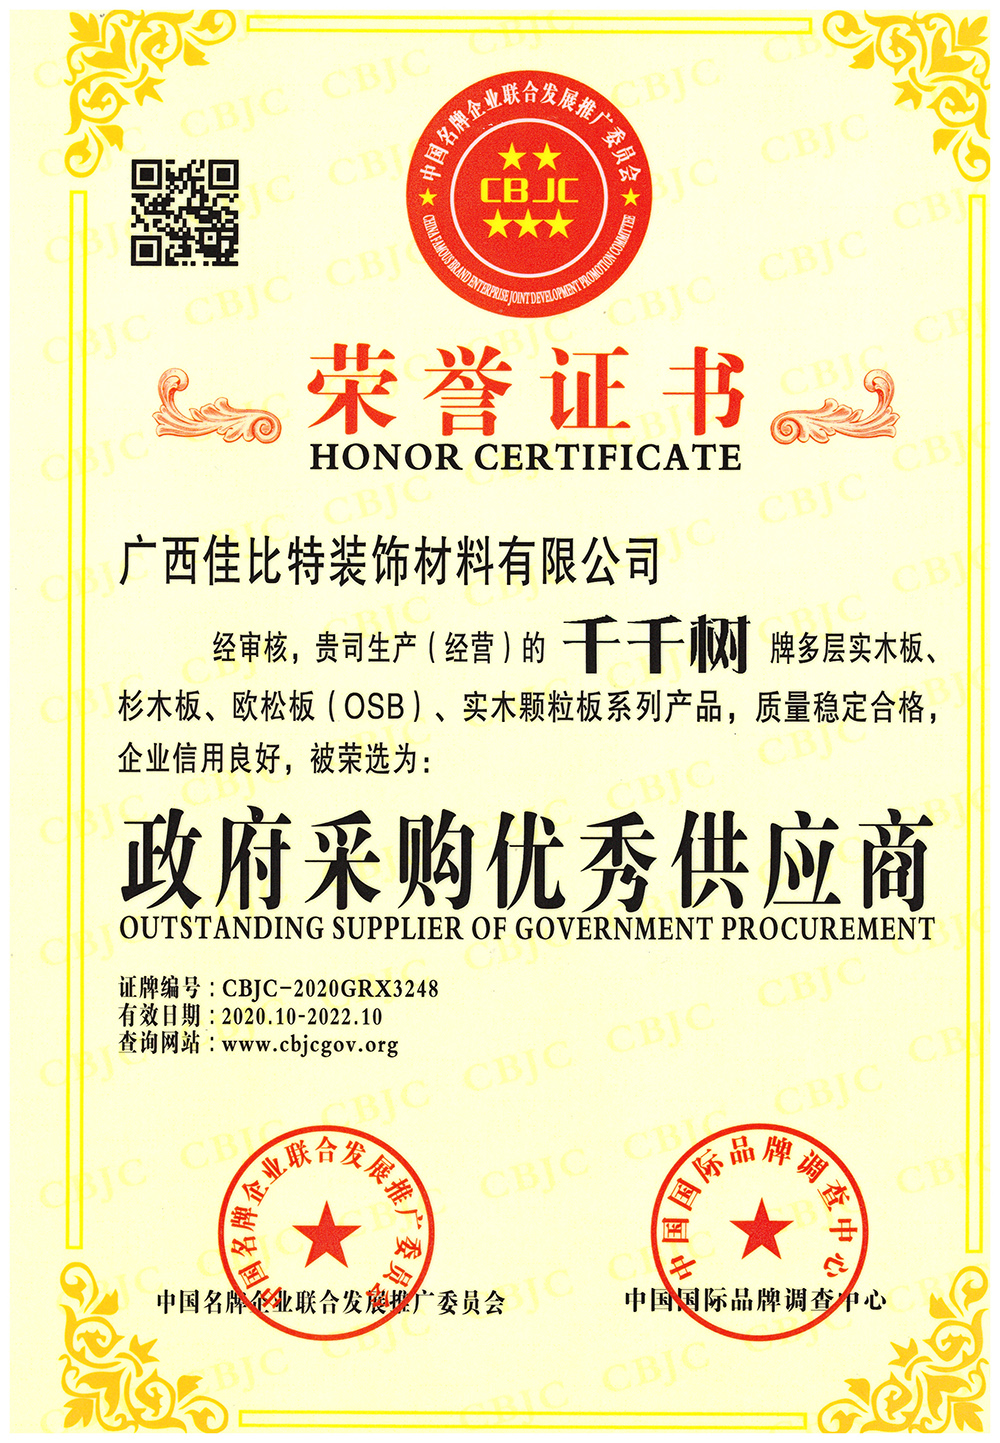 中国名牌企业联合发展推广委员会
CBJC
CHINA FAMOUS BRAND ENTERPRISE JOINT DEVELOPMENT PROMOTION COMMITTEE
荣誉证书
HONOR CERTIFICATE
广西佳比特装饰材料有限公司
经审核，贵司生产（经营）的 千千树 牌多层实木板、
杉木板、欧松板（OSB）、实木颗粒板系列产品，质量稳定合格，
企业信用良好，被荣选为：
政府采购优秀供应商
OUTSTANDING SUPPLIER OF GOVERNMENT PROCUREMENT
证牌编号：CBJC-2020GRX3248
有效日期：2020.10-2022.10
查询网站：www.cbjcgov.org
中国名牌企业联合发展推广委员会
中国国际品牌调查中心
中国名牌企业联合发展推广委员会
中国国际品牌调查中心